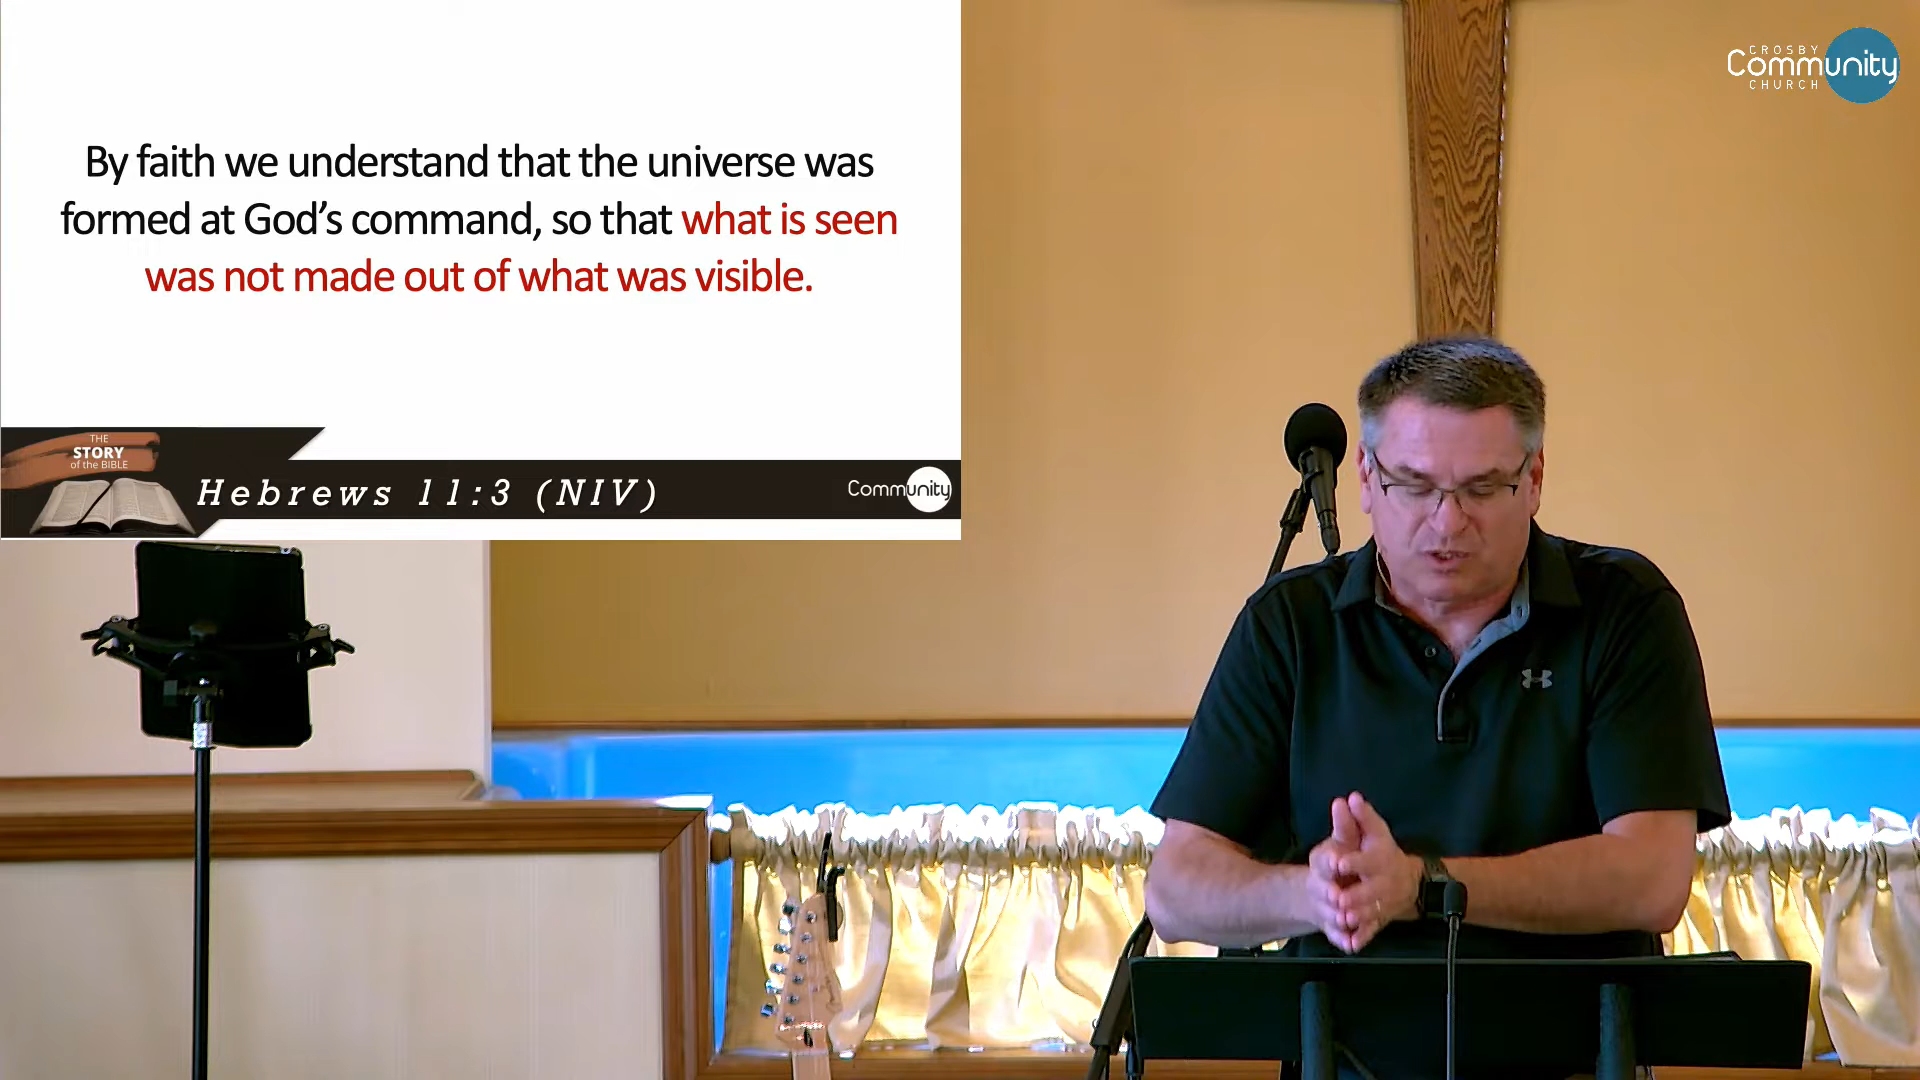 By faith we understand that the universe was
formed at God’s command, so that what is seen
was not made out of what was visible.
THE
STORY
of the BIBLE
Hebrews 11:3 (NIV)
Community
CROSBY
Community
CHURCH